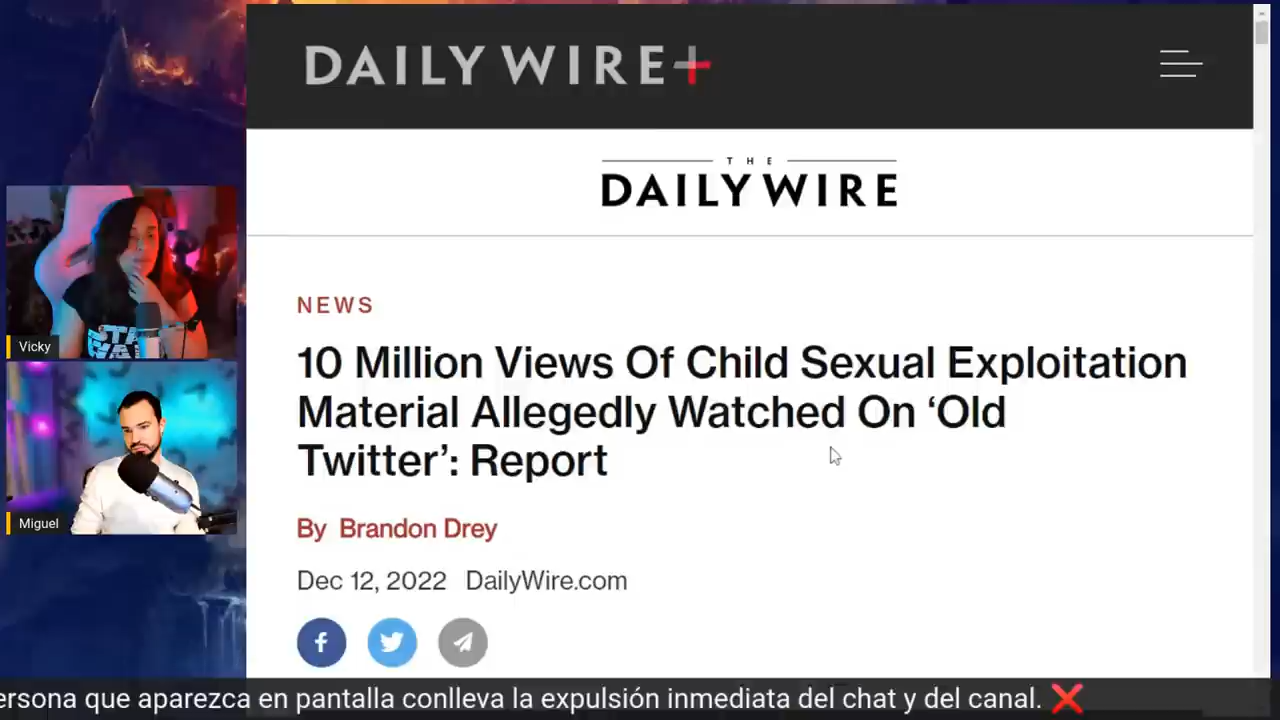 DAILY WIRE+
THE
DAILY WIRE
NEWS
10 Million Views Of Child Sexual Exploitation
Material Allegedly Watched On ‘Old
Twitter’: Report
By Brandon Drey
Dec 12, 2022 DailyWire.com
Vicky
Miguel
ersona que aparezca en pantalla conlleva la expulsión inmediata del chat y del canal. ❌